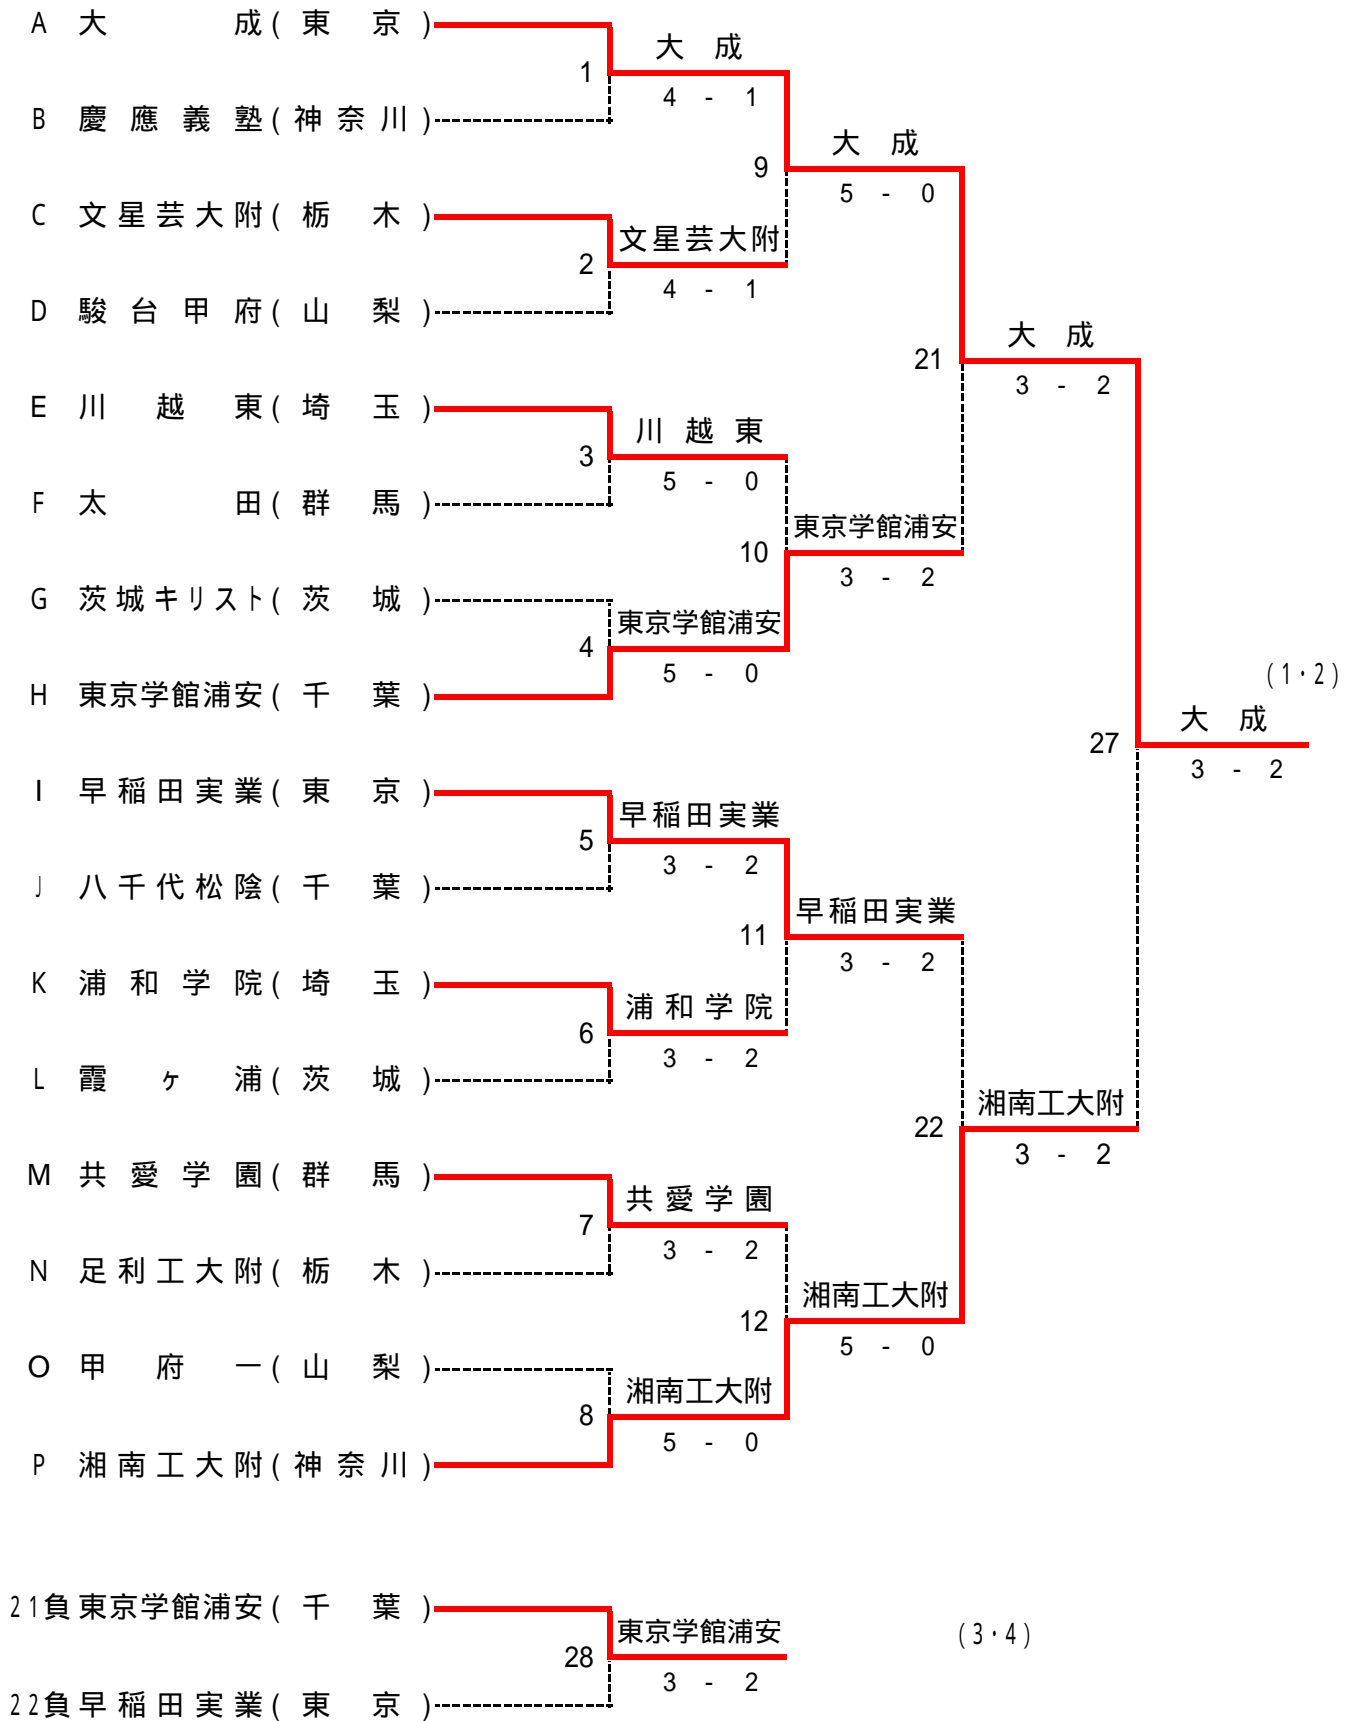 A 大成(東京)
大成
1
4 - 1
B 慶應義塾(神奈川)
大成
9
5 - 0
C 文星芸大附(栃木)
文星芸大附
2
4 - 1
D 駿台甲府(山梨)
大成
21
3 - 2
E 川越東(埼玉)
川越東
3
5 - 0
F 太田(群馬)
東京学館浦安
10
3 - 2
G 茨城キリスト(茨城)
東京学館浦安
4
5 - 0
H 東京学館浦安(千葉)
(1・2)
大成
27
3 - 2
I 早稲田実業(東京)
早稲田実業
5
3 - 2
J 八千代松陰(千葉)
早稲田実業
11
3 - 2
K 浦和学院(埼玉)
浦和学院
6
3 - 2
L 霞ヶ浦(茨城)
湘南工大附
22
3 - 2
M 共愛学園(群馬)
共愛学園
7
3 - 2
N 足利工大附(栃木)
湘南工大附
12
5 - 0
O 甲府一(山梨)
湘南工大附
8
5 - 0
P 湘南工大附(神奈川)
21負 東京学館浦安(千葉)
東京学館浦安
(3・4)
28
3 - 2
22負 早稲田実業(東京)